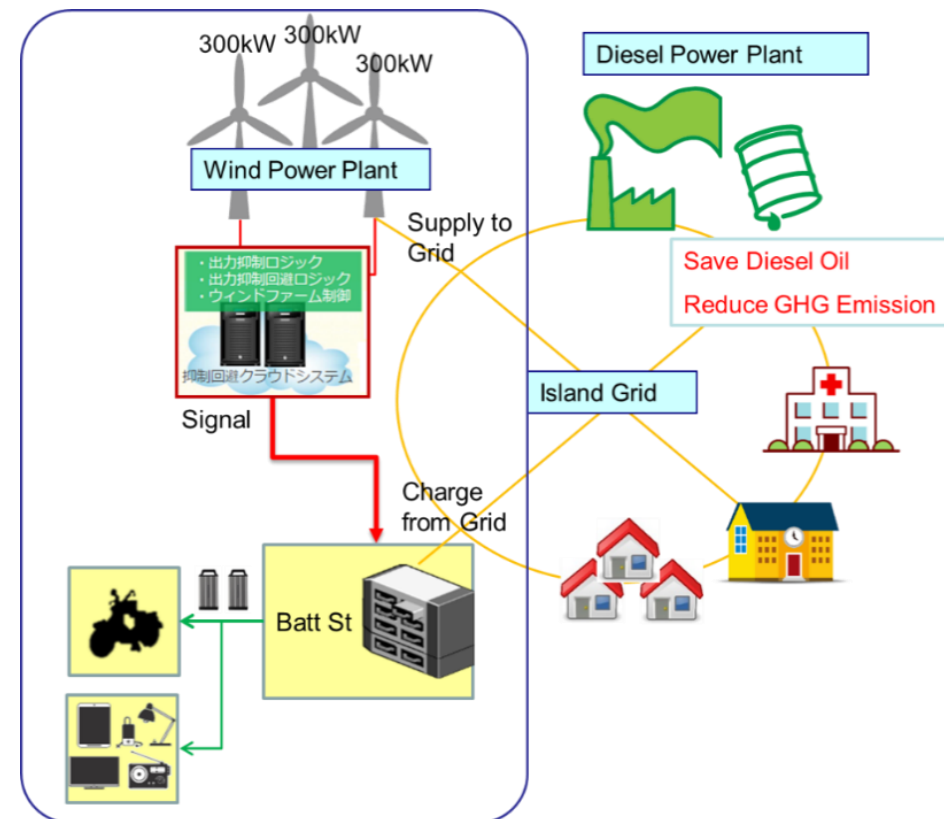 300kW
300kW
300kW
Wind Power Plant
Diesel Power Plant
Supply to
Grid
Save Diesel Oil
Reduce GHG Emission
・出力抑制ロジック
・出力抑制回避ロジック
・ウィンドファーム制御
抑制回避クラウドシステム
Signal
Island Grid
Charge
from Grid
Batt St